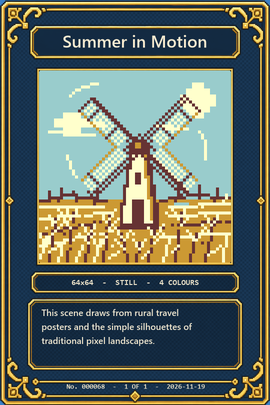 Summer in Motion
64x64 - STILL - 4 COLOURS
This scene draws from rural travel
posters and the simple silhouettes of
traditional pixel landscapes.
No. 000068 - 1 OF 1 - 2026-11-19